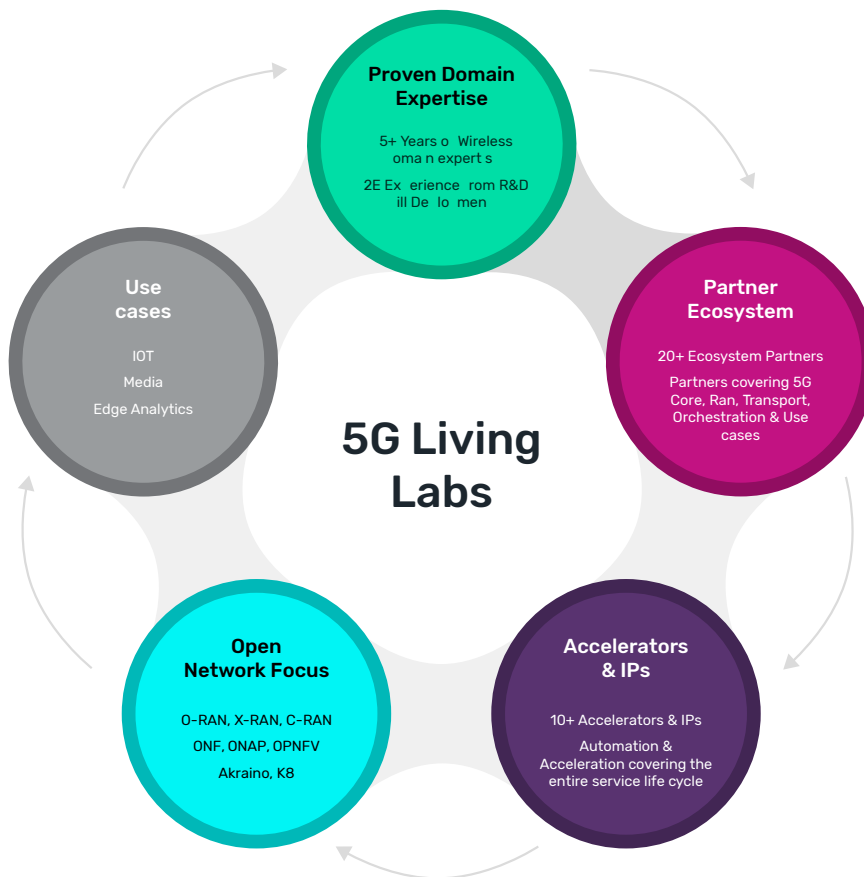 Proven Domain
Expertise
5+ Years o Wireless
oma n expert s
2E Ex erience rom R&D
ill De lo men
Partner
Ecosystem
20+ Ecosystem Partners
Partners covering 5G
Core, Ran, Transport,
Orchestration & Use
cases
Accelerators
& IPs
10+ Accelerators & IPs
Automation &
Acceleration covering the
entire service life cycle
Open
Network Focus
O-RAN, X-RAN, C-RAN
ONF, ONAP, OPNFV
Akraino, K8
Use
cases
IOT
Media
Edge Analytics
5G Living
Labs